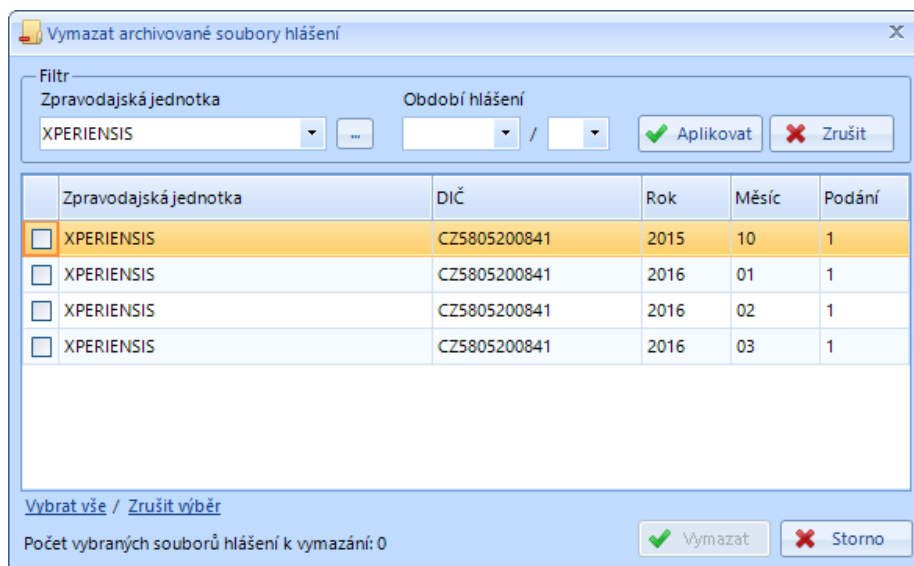 Vymazat archivované soubory hlášení
Filtr
Zpravodajská jednotka Období hlášení
XPERIENSIS ... / Aplikovat Zrušit
Zpravodajská jednotka DIČ Rok Měsíc Podání
XPERIENSIS CZ5805200841 2015 10 1
XPERIENSIS CZ5805200841 2016 01 1
XPERIENSIS CZ5805200841 2016 02 1
XPERIENSIS CZ5805200841 2016 03 1
Vybrat vše / Zrušit výběr
Počet vybraných souborů hlášení k vymazání: 0 Vymazat Storno